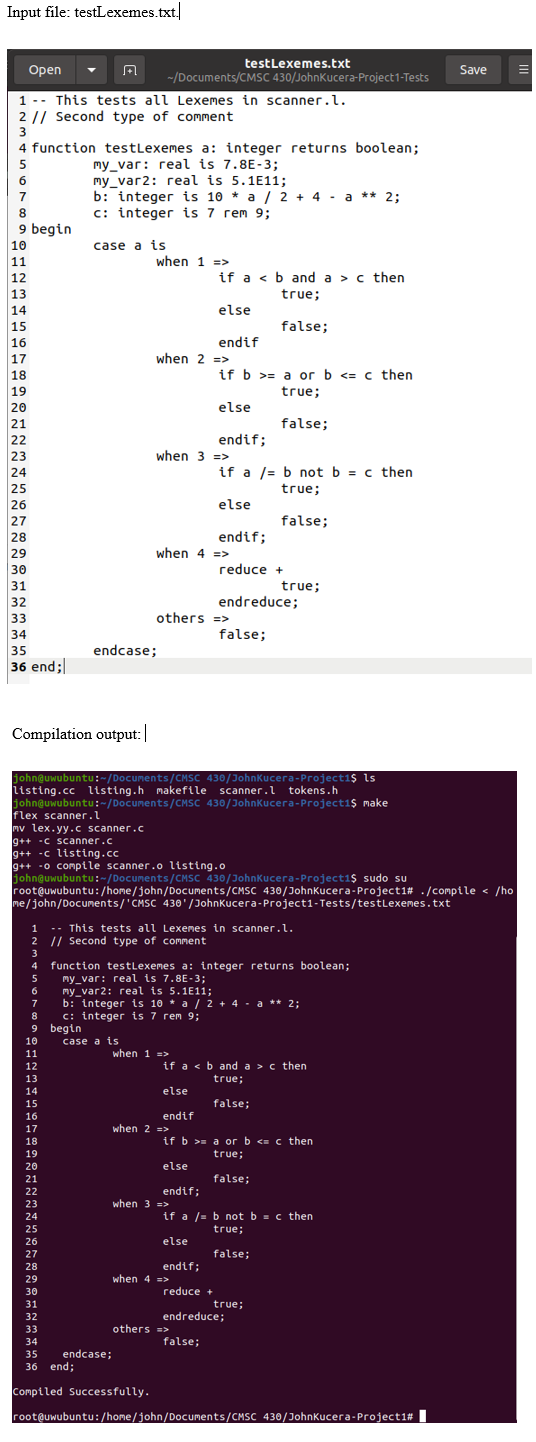 Input file: testLexemes.txt.
Open
testLexemes.txt
~/Documents/CMSC 430/JohnKucera-Project1-Tests
Save
1 -- This tests all Lexemes in scanner.l.
2 // Second type of comment
3
4 function testLexemes a: integer returns boolean;
5 my_var: real is 7.8E-3;
6 my_var2: real is 5.1E11;
7 b: integer is 10 * a / 2 + 4 - a ** 2;
8 c: integer is 7 rem 9;
9 begin
10 case a is
11 when 1 =>
12 if a < b and a > c then
13 true;
14 else
15 false;
16 endif
17 when 2 =>
18 if b >= a or b <= c then
19 true;
20 else
21 false;
22 endif;
23 when 3 =>
24 if a /= b not b = c then
25 true;
26 else
27 false;
28 endif;
29 when 4 =>
30 reduce +
31 true;
32 endreduce;
33 others =>
34 false;
35 endcase;
36 end;
Compilation output:
john@uwubuntu:~/Documents/CMSC 430/JohnKucera-Project1$ ls
listing.cc listing.h makefile scanner.l tokens.h
john@uwubuntu:~/Documents/CMSC 430/JohnKucera-Project1$ make
flex scanner.l
mv lex.yy.c scanner.c
g++ -c scanner.c
g++ -c listing.cc
g++ -o compile scanner.o listing.o
john@uwubuntu:~/Documents/CMSC 430/JohnKucera-Project1$ sudo su
root@uwubuntu:/home/john/Documents/CMSC 430/JohnKucera-Project1# ./compile < /ho
me/john/Documents/'CMSC 430'/JohnKucera-Project1-Tests/testLexemes.txt
1 -- This tests all Lexemes in scanner.l.
2 // Second type of comment
3
4 function testLexemes a: integer returns boolean;
5 my_var: real is 7.8E-3;
6 my_var2: real is 5.1E11;
7 b: integer is 10 * a / 2 + 4 - a ** 2;
8 c: integer is 7 rem 9;
9 begin
10 case a is
11 when 1 =>
12 if a < b and a > c then
13 true;
14 else
15 false;
16 endif
17 when 2 =>
18 if b >= a or b <= c then
19 true;
20 else
21 false;
22 endif;
23 when 3 =>
24 if a /= b not b = c then
25 true;
26 else
27 false;
28 endif;
29 when 4 =>
30 reduce +
31 true;
32 endreduce;
33 others =>
34 false;
35 endcase;
36 end;
Compiled Successfully.
root@uwubuntu:/home/john/Documents/CMSC 430/JohnKucera-Project1#